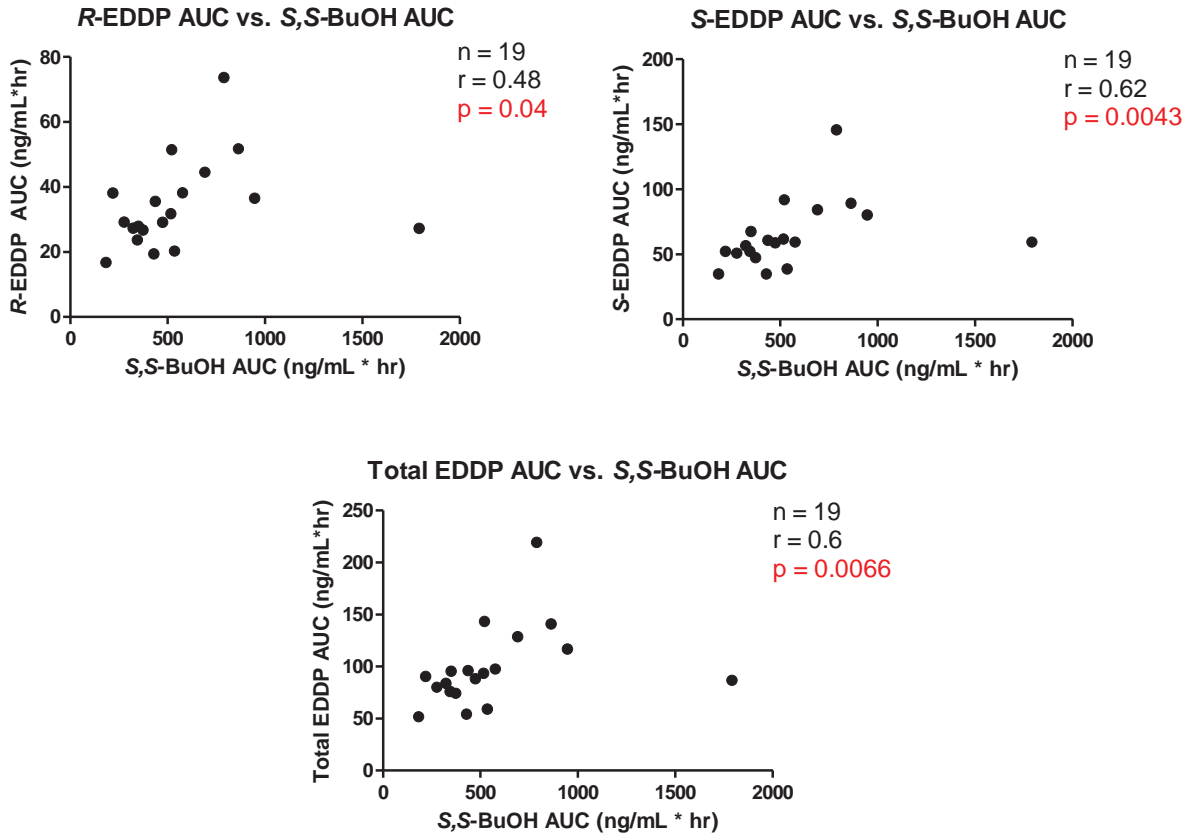 R-EDDP AUC vs. S,S-BuOH AUC
n = 19
r = 0.48
p = 0.04
R-EDDP AUC (ng/mL*hr)
80
60
40
20
0
0 500 1000 1500 2000
S,S-BuOH AUC (ng/mL * hr)
S-EDDP AUC vs. S,S-BuOH AUC
n = 19
r = 0.62
p = 0.0043
S-EDDP AUC (ng/mL*hr)
200
150
100
50
0
0 500 1000 1500 2000
S,S-BuOH AUC (ng/mL * hr)
Total EDDP AUC vs. S,S-BuOH AUC
n = 19
r = 0.6
p = 0.0066
Total EDDP AUC (ng/mL*hr)
250
200
150
100
50
0
0 500 1000 1500 2000
S,S-BuOH AUC (ng/mL * hr)